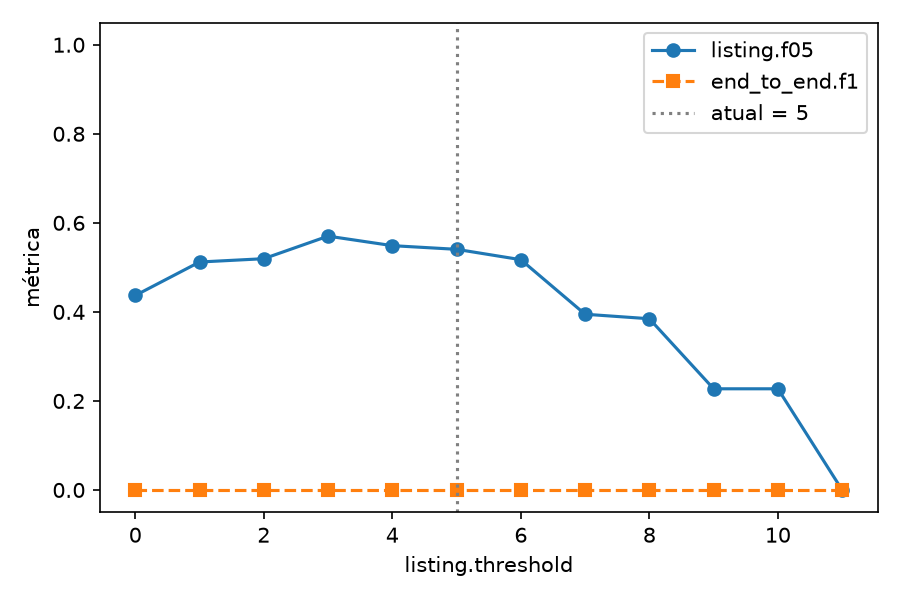 1.0
0.8
0.6
0.4
0.2
0.0
métrica
listing.f05
end_to_end.f1
atual = 5
0 2 4 6 8 10
listing.threshold